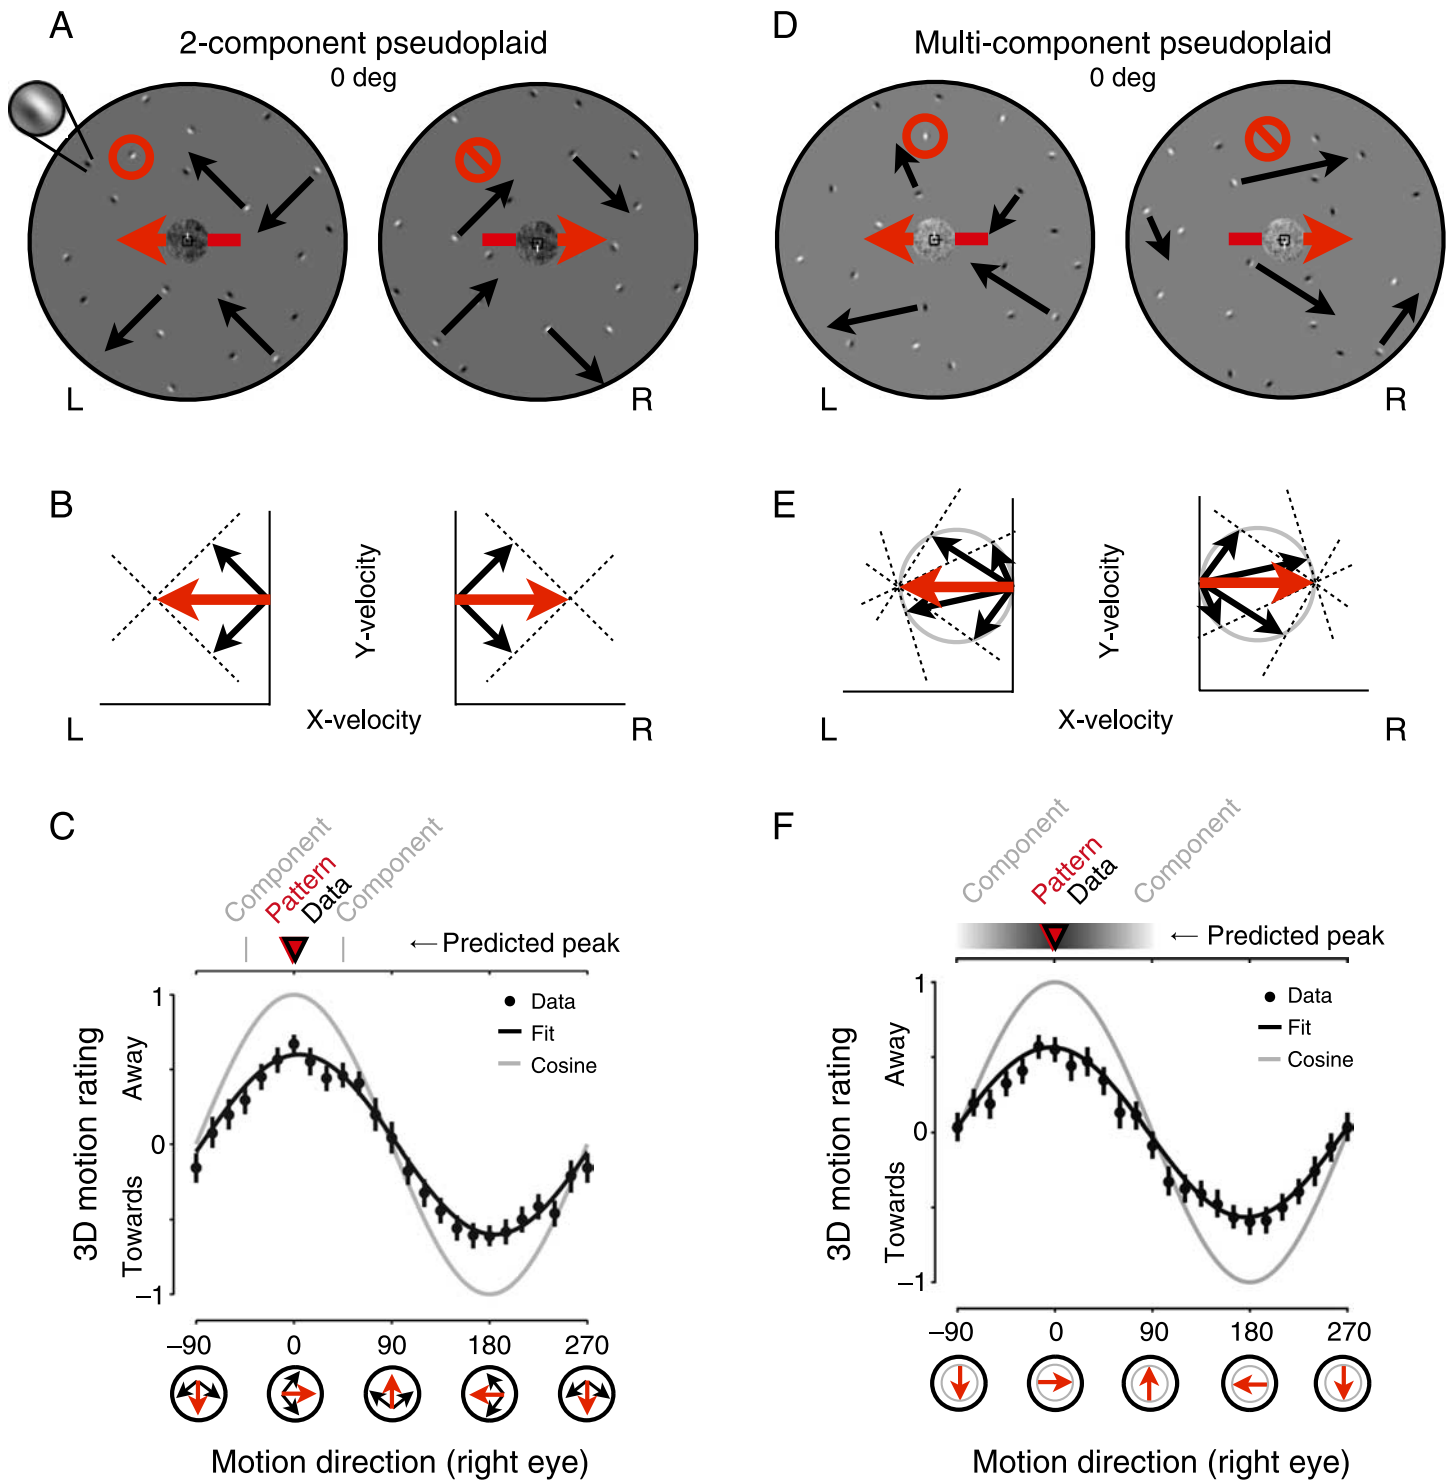 A
2-component pseudoplaid
0 deg
L
R
B
Y-velocity
X-velocity
L
R
C
Component
Pattern
Data
Component
← Predicted peak
Data
Fit
Cosine
3D motion rating
Away
Towards
1
0
–1
–90
0
90
180
270
Motion direction (right eye)
D
Multi-component pseudoplaid
0 deg
L
R
E
Y-velocity
X-velocity
L
R
F
Component
Pattern
Data
Component
← Predicted peak
Data
Fit
Cosine
3D motion rating
Away
Towards
1
0
–1
–90
0
90
180
270
Motion direction (right eye)